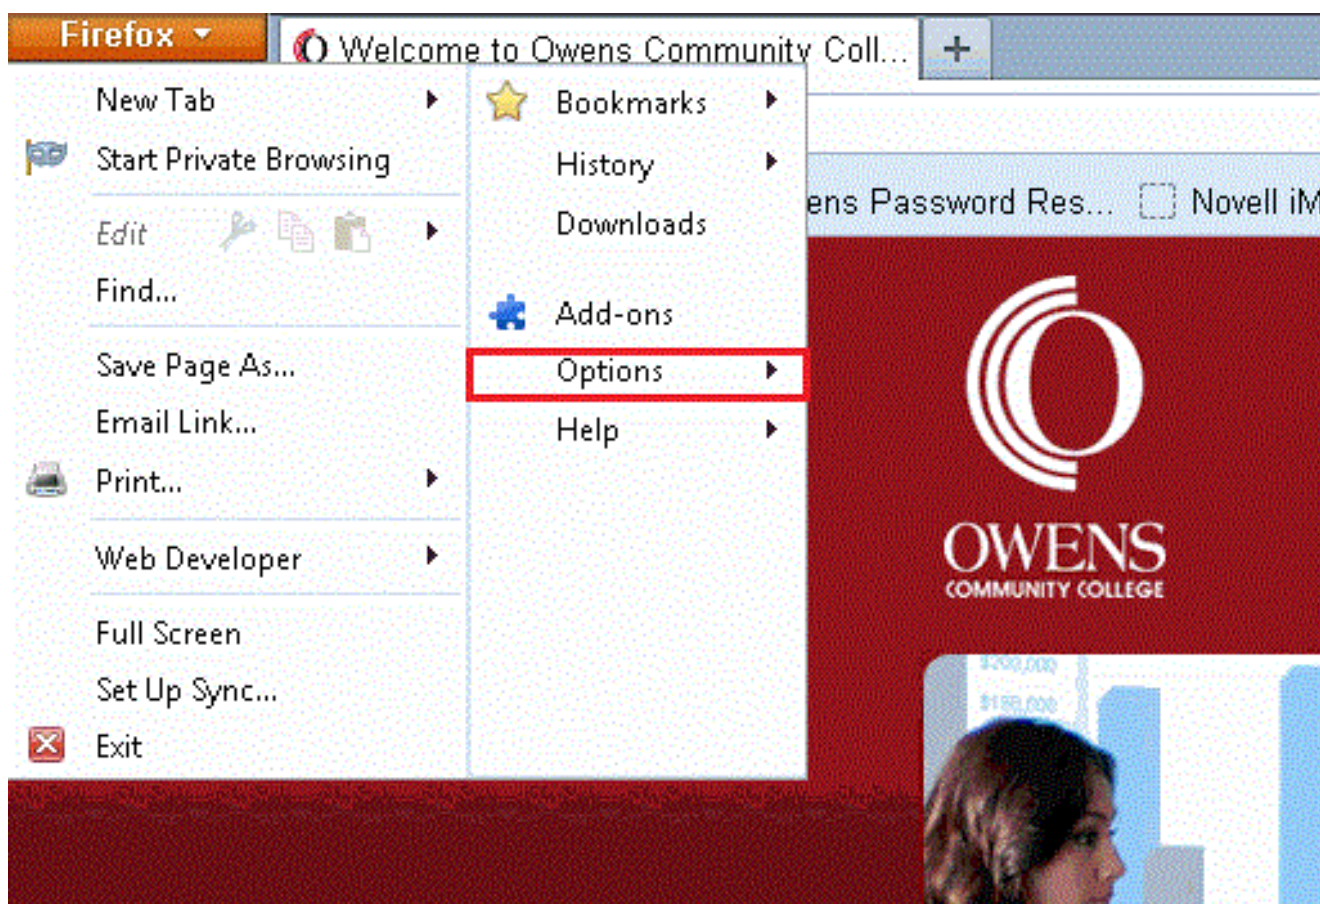 Firefox
Welcome to Owens Community Coll...
New Tab
Start Private Browsing
Edit
Find...
Save Page As...
Email Link...
Print...
Web Developer
Full Screen
Set Up Sync...
Exit
Bookmarks
History
Downloads
Add-ons
Options
Help
ens Password Res...
Novell iM
OWENS
COMMUNITY COLLEGE
$200,000